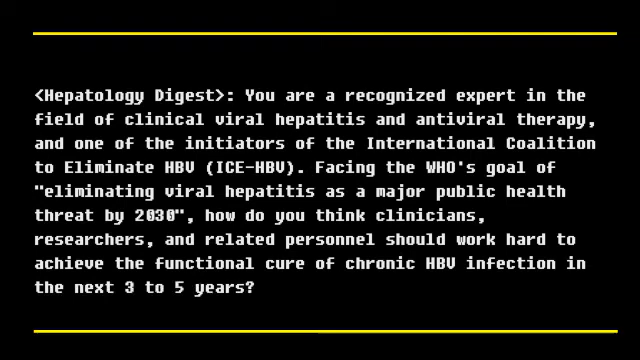 <Hepatology Digest>: You are a recognized expert in the
field of clinical viral hepatitis and antiviral therapy,
and one of the initiators of the International Coalition
to Eliminate HBV (ICE-HBV). Facing the WHO's goal of
"eliminating viral hepatitis as a major public health
threat by 2030", how do you think clinicians,
researchers, and related personnel should work hard to
achieve the functional cure of chronic HBV infection in
the next 3 to 5 years?